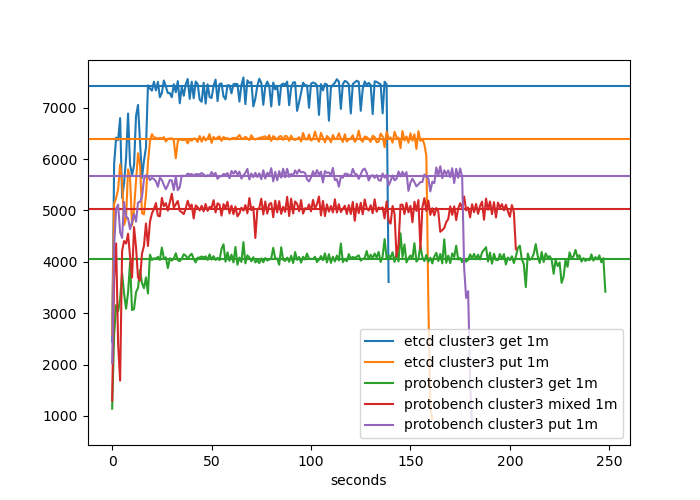 7000
6000
5000
4000
3000
2000
1000
0 50 100 150 200 250
seconds
etcd cluster3 get 1m
etcd cluster3 put 1m
protobench cluster3 get 1m
protobench cluster3 mixed 1m
protobench cluster3 put 1m